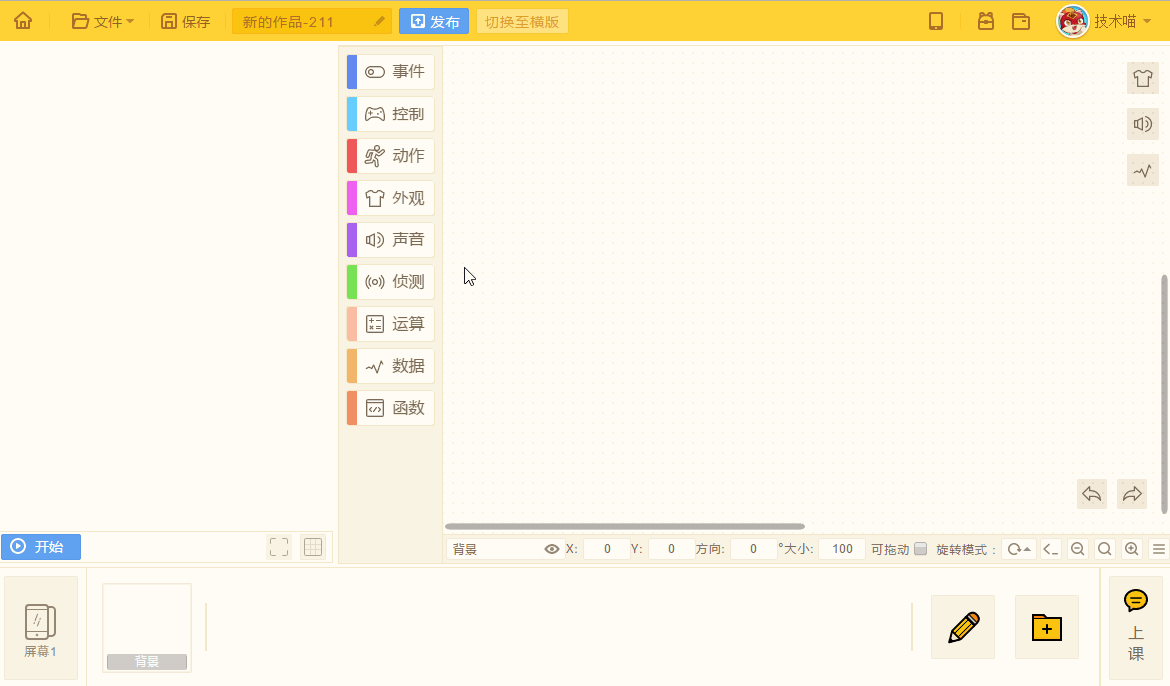 文件 保存 新的作品-211 发布 切换至横版 技术喵
事件
控制
动作
外观
声音
侦测
运算
数据
函数
开始
背景 X: 0 Y: 0 方向: 0 °大小: 100 可拖动 旋转模式 :
屏幕1
背景
上
课